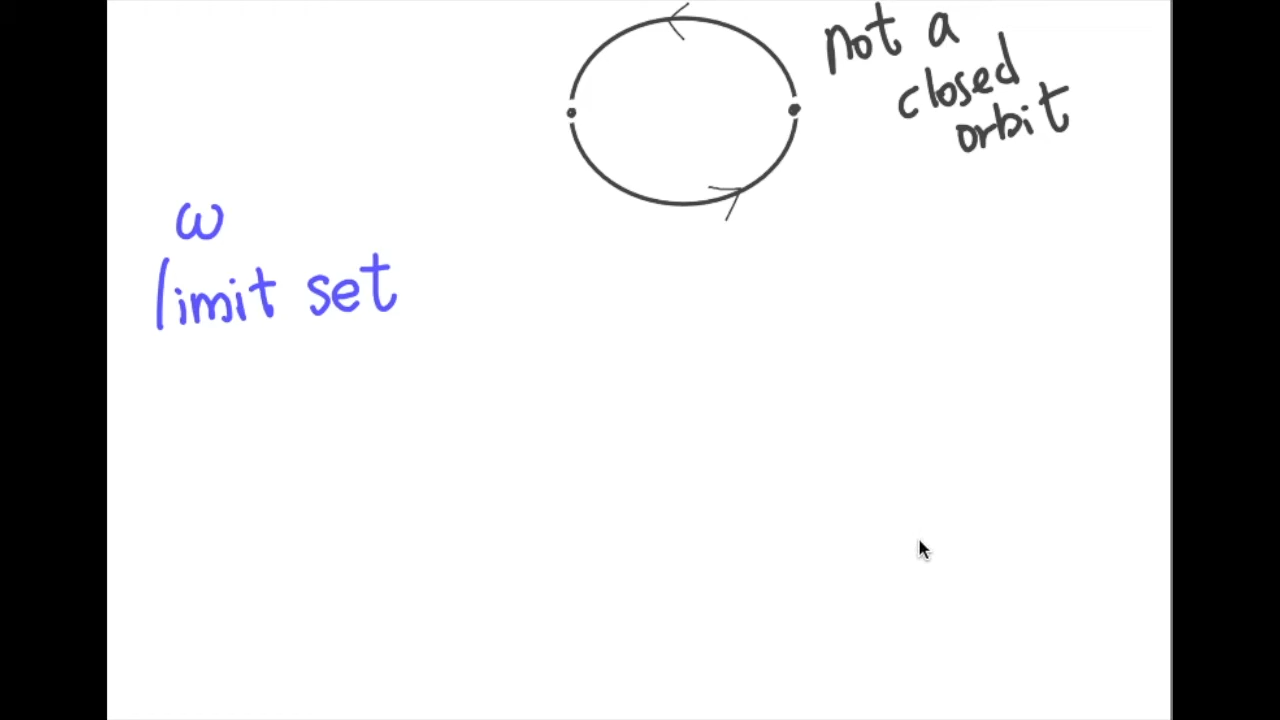 not a
closed
orbit
ω
limit set